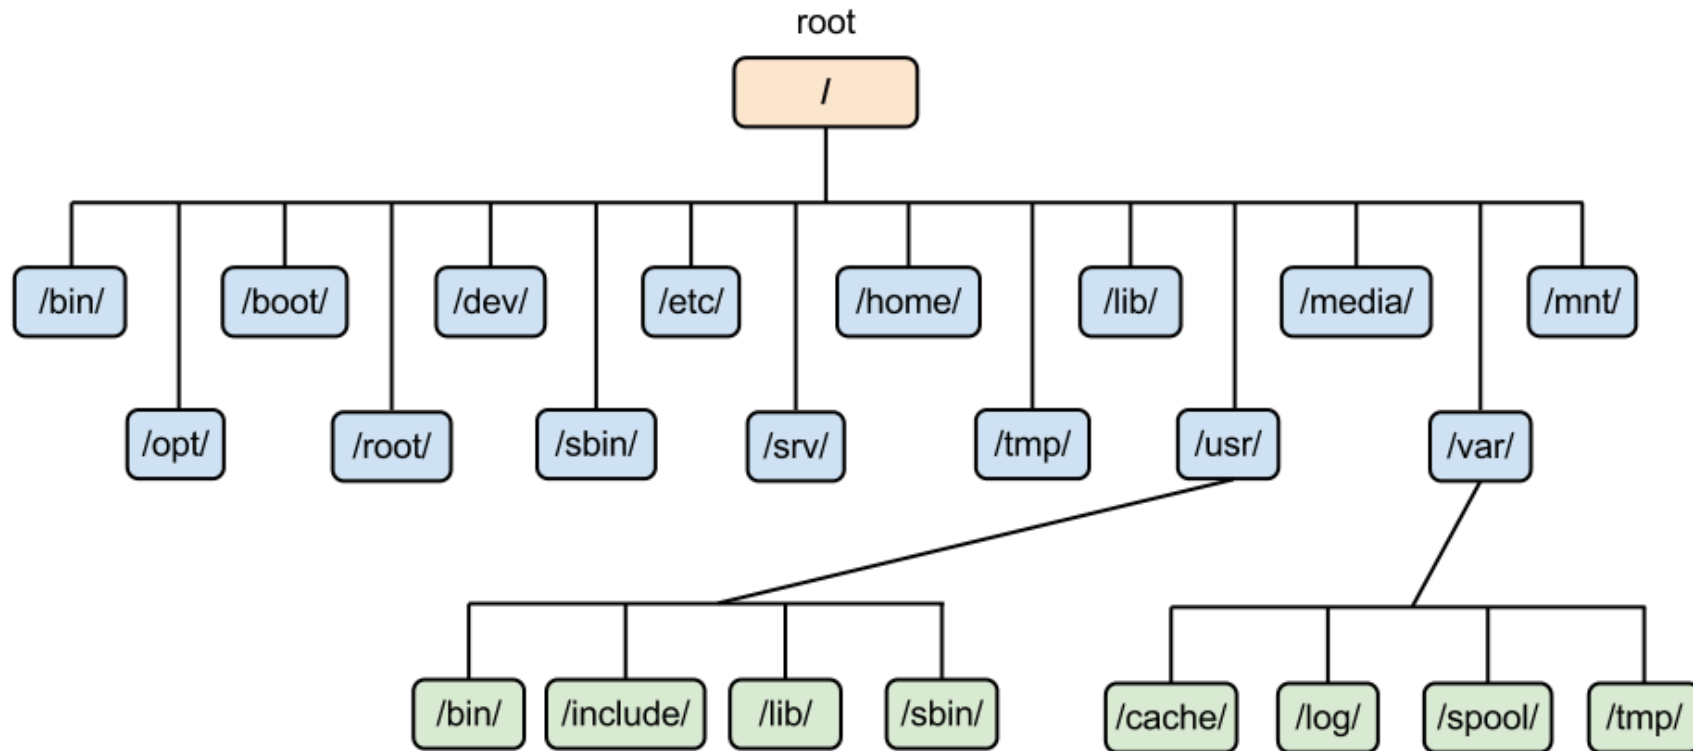 root
/
/bin/ /boot/ /dev/ /etc/ /home/ /lib/ /media/ /mnt/
/opt/ /root/ /sbin/ /srv/ /tmp/ /usr/ /var/
/bin/ /include/ /lib/ /sbin/ /cache/ /log/ /spool/ /tmp/